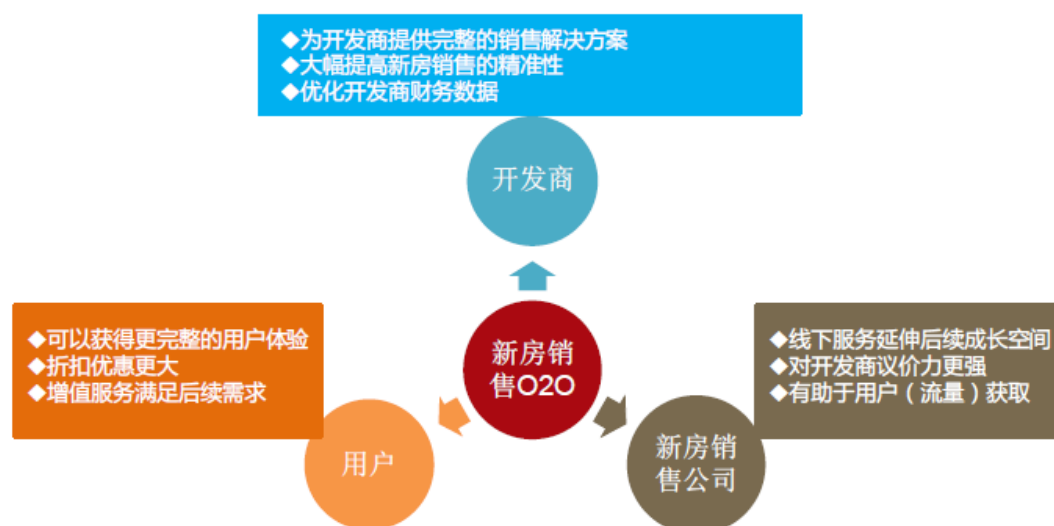 ◆为开发商提供完整的销售解决方案
◆大幅提高新房销售的精准性
◆优化开发商财务数据
开发商
◆可以获得更完整的用户体验
◆折扣优惠更大
◆增值服务满足后续需求
新房销
售O2O
◆线下服务延伸后续成长空间
◆对开发商议价力更强
◆有助于用户（流量）获取
用户
新房销
售公司